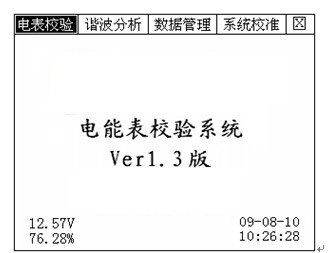 电表校验 谐波分析 数据管理 系统校准
电能表校验系统
Ver1.3版
12.57V 09-08-10
76.28% 10:26:28